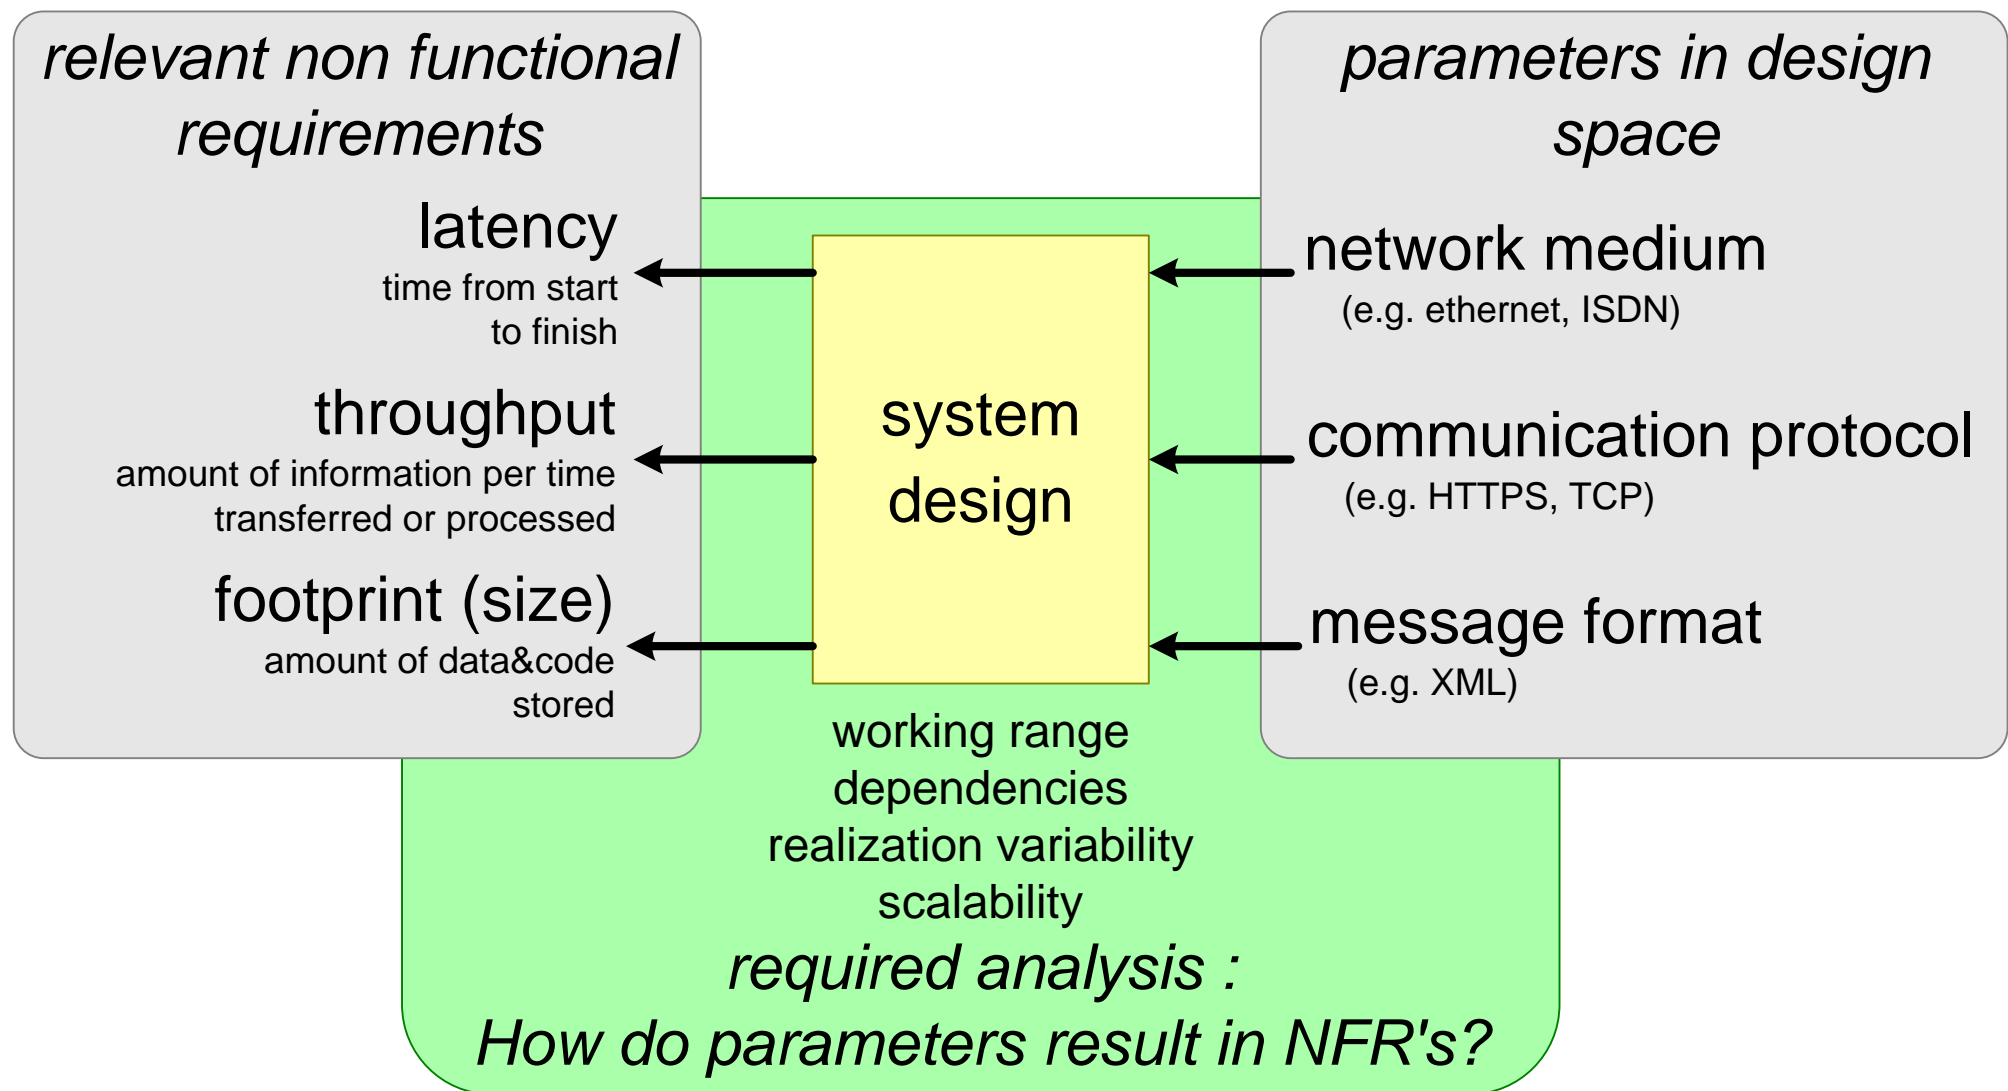 relevant non functional
requirements
latency
time from start
to finish
throughput
amount of information per time
transferred or processed
footprint (size)
amount of data&code
stored
system
design
parameters in design
space
network medium
(e.g. ethernet, ISDN)
communication protocol
(e.g. HTTPS, TCP)
message format
(e.g. XML)
working range
dependencies
realization variability
scalability
required analysis :
How do parameters result in NFR's?